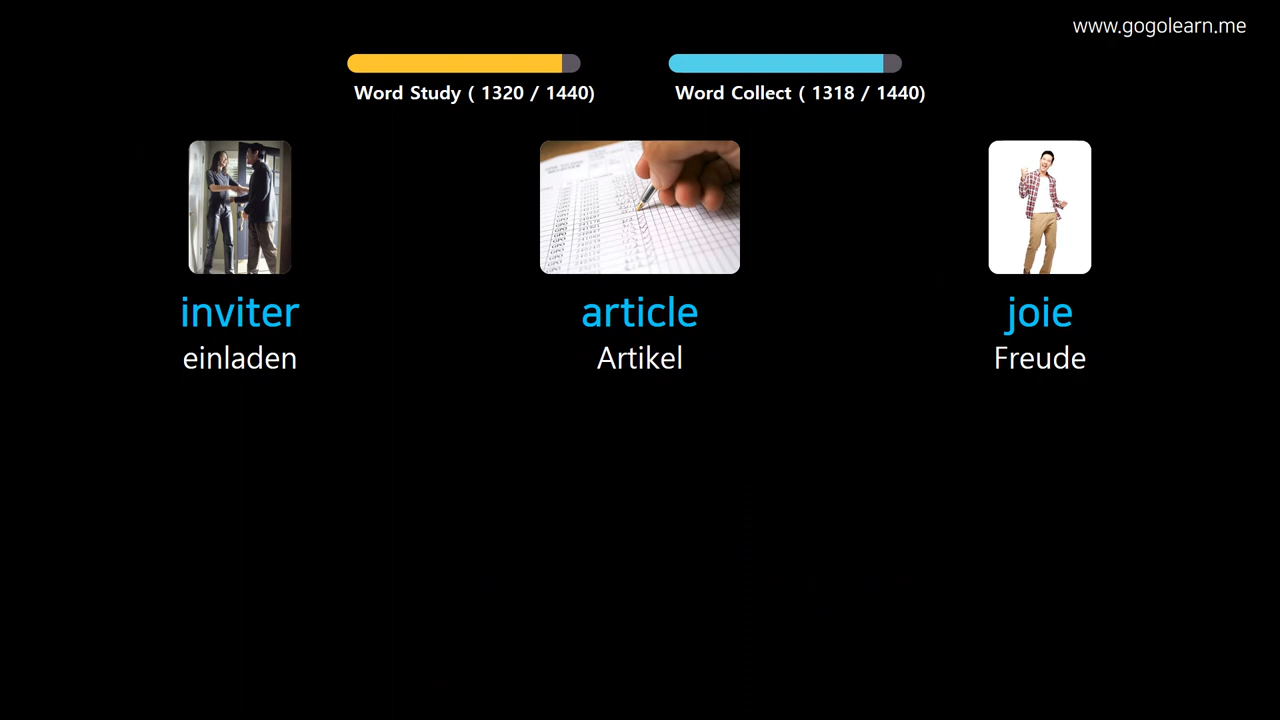 www.gogolearn.me
Word Study ( 1320 / 1440)
Word Collect ( 1318 / 1440)
inviter
einladen
article
Artikel
joie
Freude